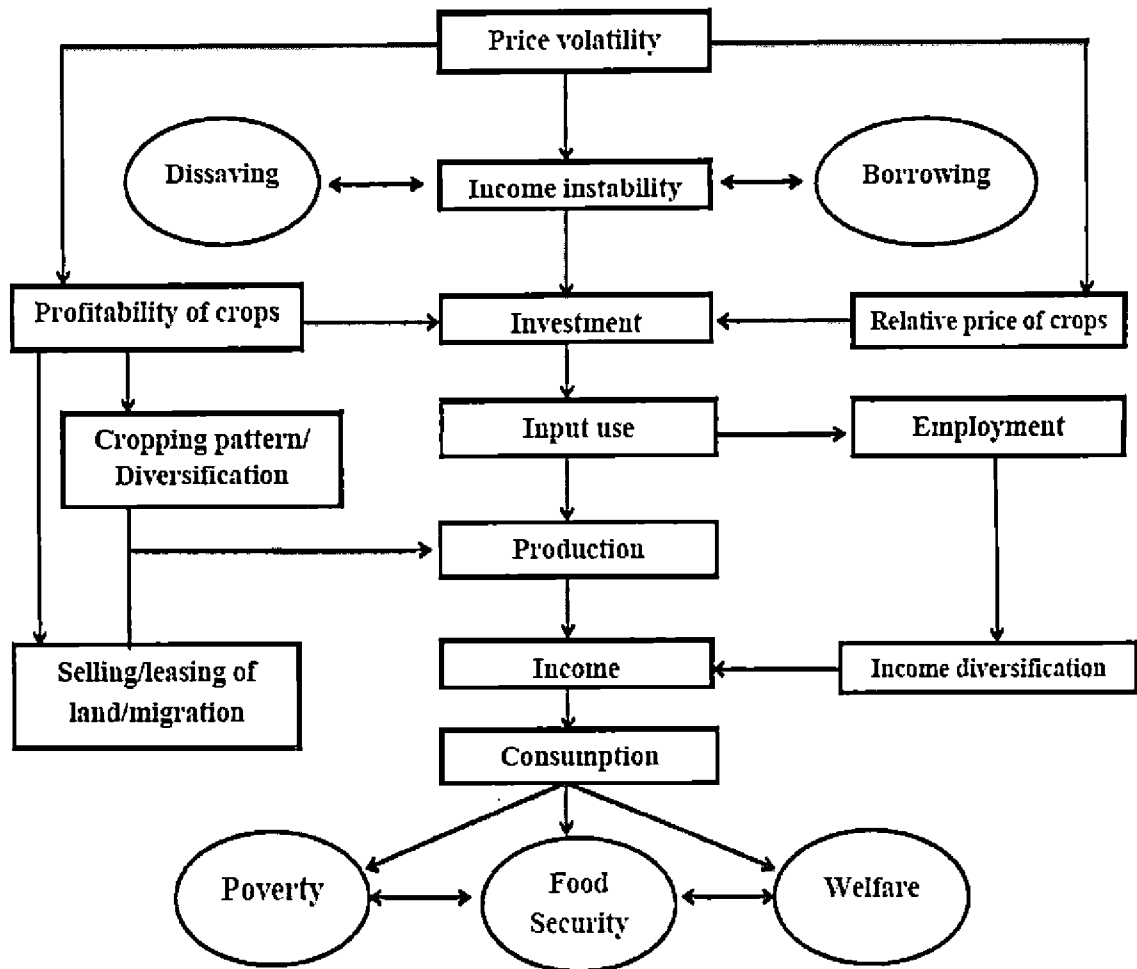 Price volatility
Dissaving
Income instability
Borrowing
Profitability of crops
Investment
Relative price of crops
Cropping pattern/
Diversification
Input use
Employment
Production
Selling/leasing of
land/migration
Income
Income diversification
Consumption
Poverty
Food
Security
Welfare